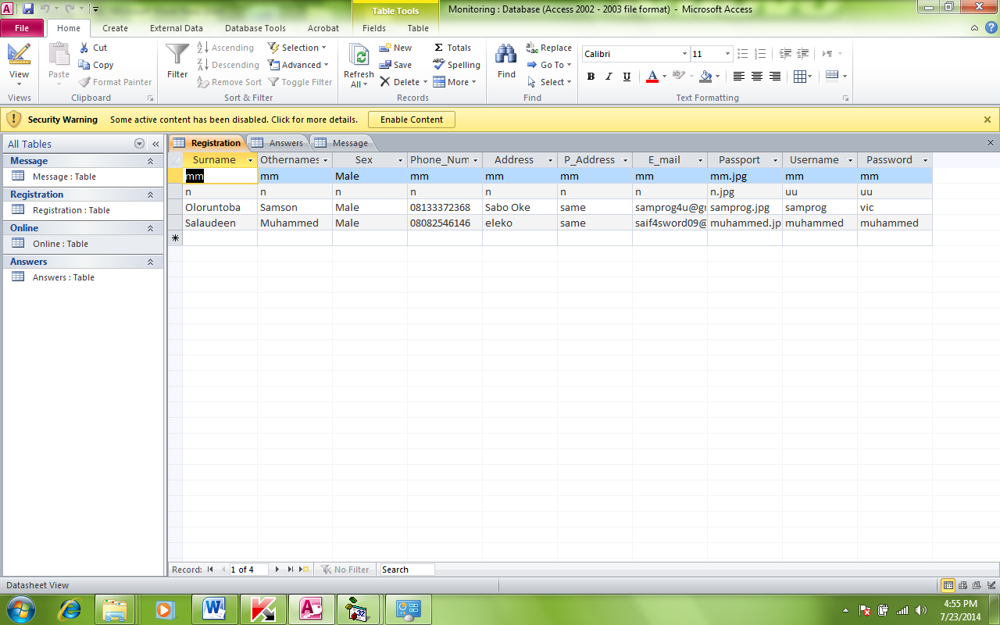 Table Tools
Monitoring : Database (Access 2002 - 2003 file format) - Microsoft Access
File Home Create External Data Database Tools Acrobat Fields Table
View Paste Cut Copy Format Painter
Filter Ascending Descending Remove Sort Selection Advanced Toggle Filter
Refresh All New Save Delete Totals Spelling More
Find Replace Go To Select
Calibri 11
B I U A
Views Clipboard Sort & Filter Records Find Text Formatting
Security Warning Some active content has been disabled. Click for more details. Enable Content
All Tables
Message
Message : Table
Registration
Registration : Table
Online
Online : Table
Answers
Answers : Table
Registration Answers Message
Surname Othernames Sex Phone_Num Address P_Address E_mail Passport Username Password
mm mm Male mm mm mm mm mm.jpg mm mm
n n n n n n n n.jpg uu uu
Oloruntoba Samson Male 08133372368 Sabo Oke same samprog4u@gr samprog.jpg samprog vic
Salaudeen Muhammed Male 08082546146 eleko same saif4sword09@ muhammed.jp muhammed muhammed
Record: 1 of 4 No Filter Search
Datasheet View
4:55 PM
7/23/2014